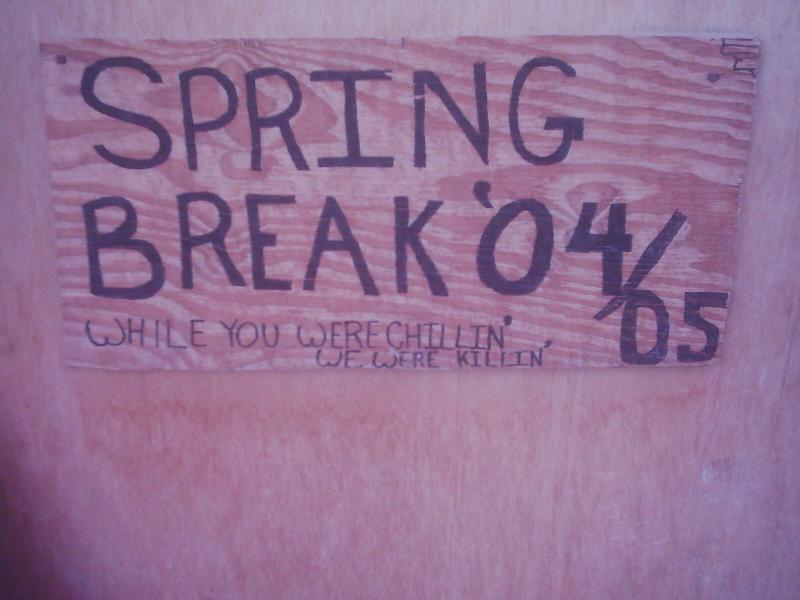 SPRING
BREAK '04/
'05
WHILE YOU WERE CHILLIN'
WE WERE KILLIN'